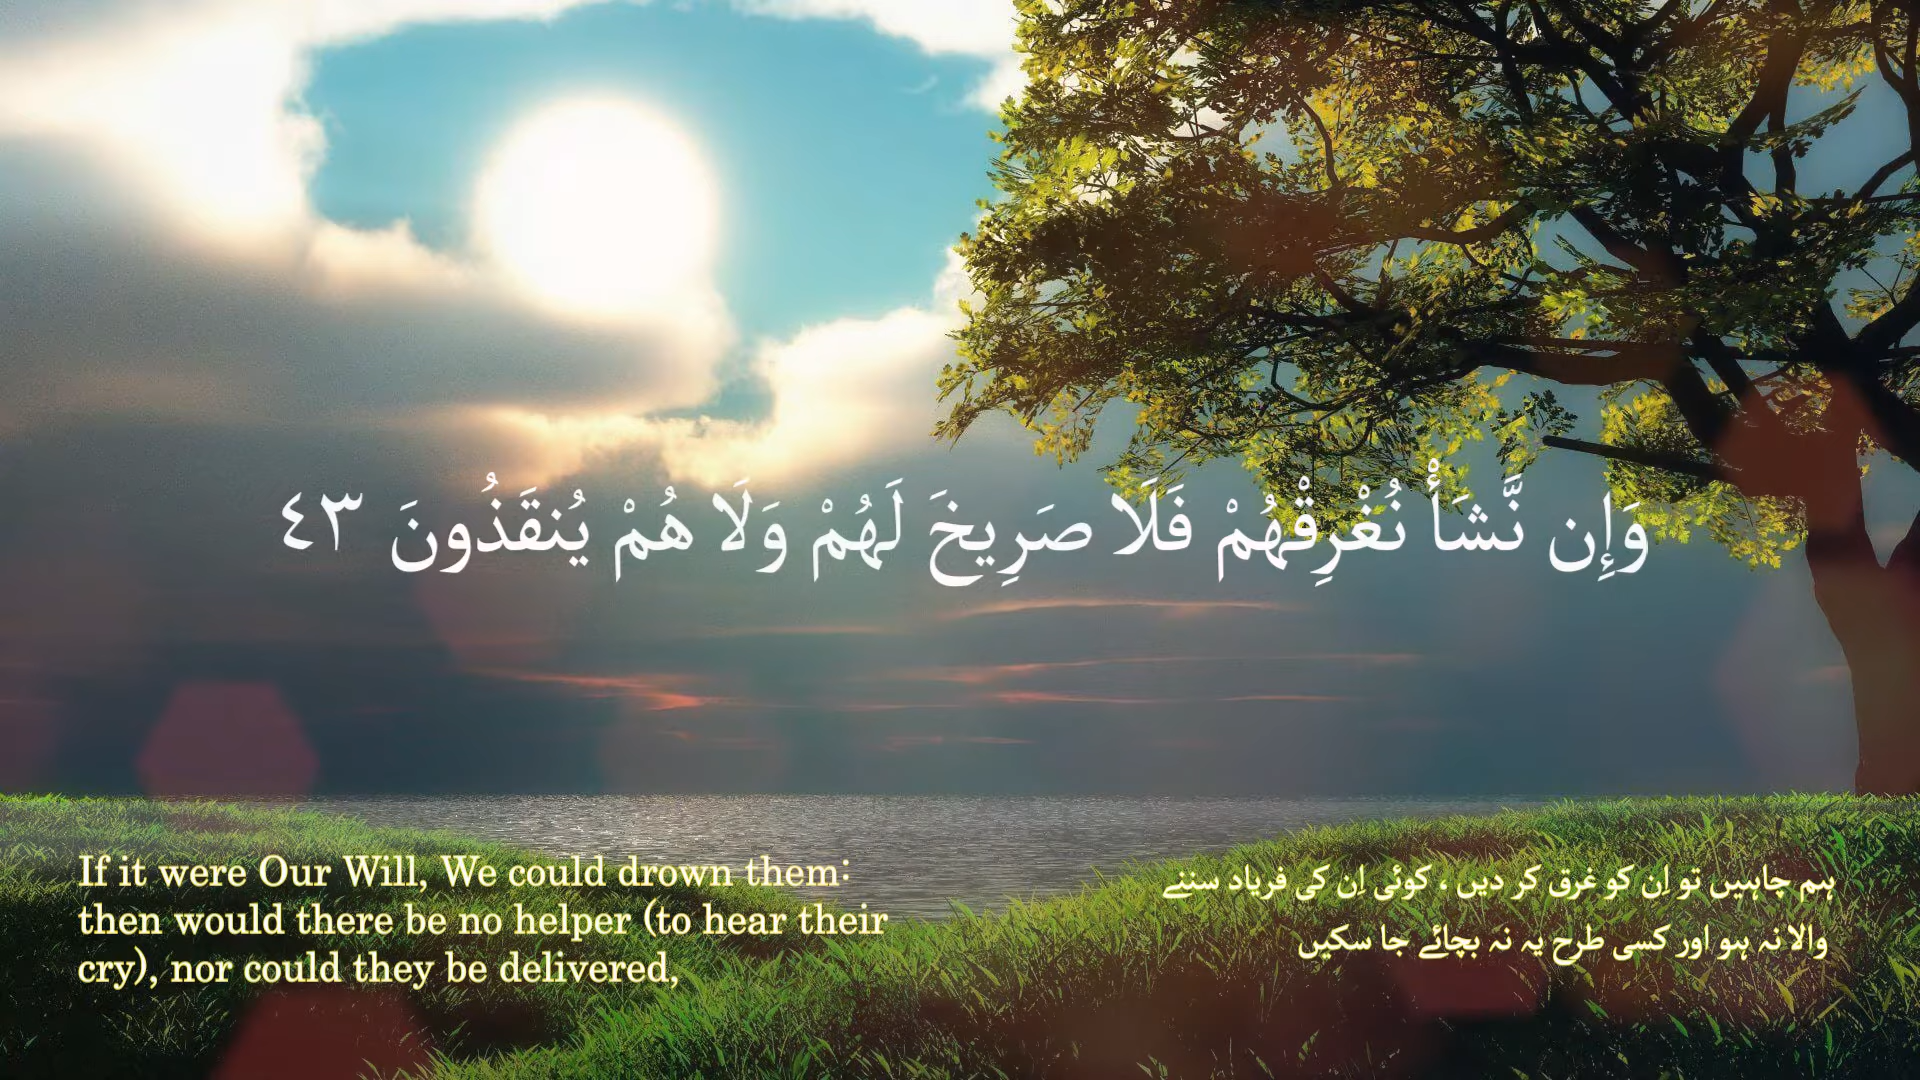 وَإِن نَّشَأْ نُغْرِقْهُمْ فَلَا صَرِيخَ لَهُمْ وَلَا هُمْ يُنقَذُونَ ٤٣
If it were Our Will, We could drown them:
then would there be no helper (to hear their
cry), nor could they be delivered,
ہم چاہیں تو اِن کو غرق کر دیں ، کوئی اِن کی فریاد سننے
والا نہ ہو اور کسی طرح یہ نہ بچائے جا سکیں